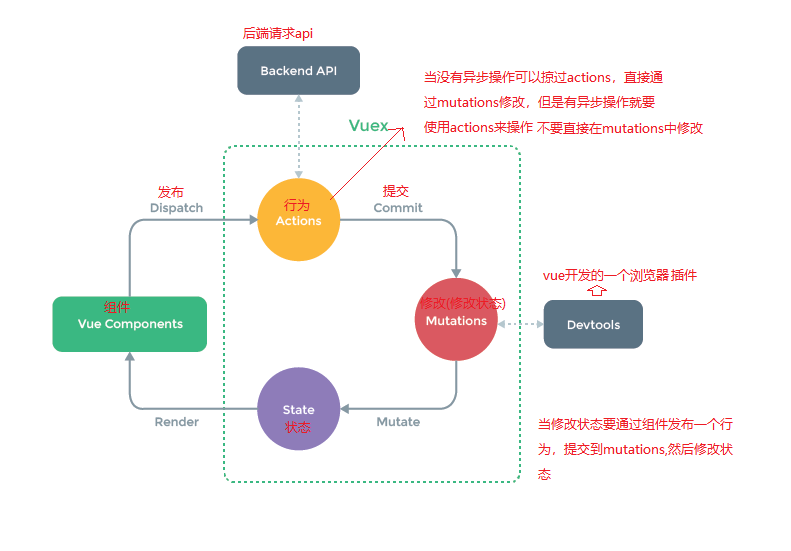 后端请求api
Backend API
当没有异步操作可以掠过actions，直接通
过mutations修改，但是有异步操作就要
使用actions来操作 不要直接在mutations中修改
Vuex
发布
Dispatch
行为
Actions
提交
Commit
vue开发的一个浏览器插件
组件
Vue Components
修改(修改状态)
Mutations
Devtools
State
状态
Render
Mutate
当修改状态要通过组件发布一个行
为，提交到mutations,然后修改状
态